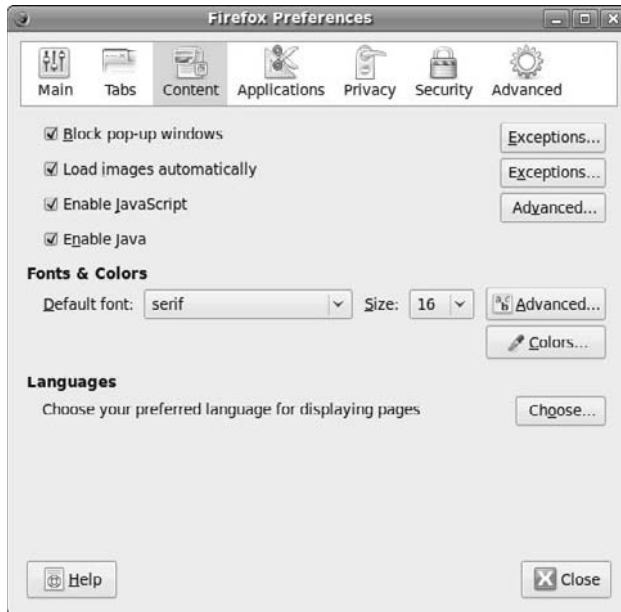 Firefox Preferences
Main Tabs Content Applications Privacy Security Advanced
Block pop-up windows Exceptions...
Load images automatically Exceptions...
Enable JavaScript Advanced...
Enable Java
Fonts & Colors
Default font: serif Size: 16 Advanced...
Colors...
Languages
Choose your preferred language for displaying pages Choose...
Help Close